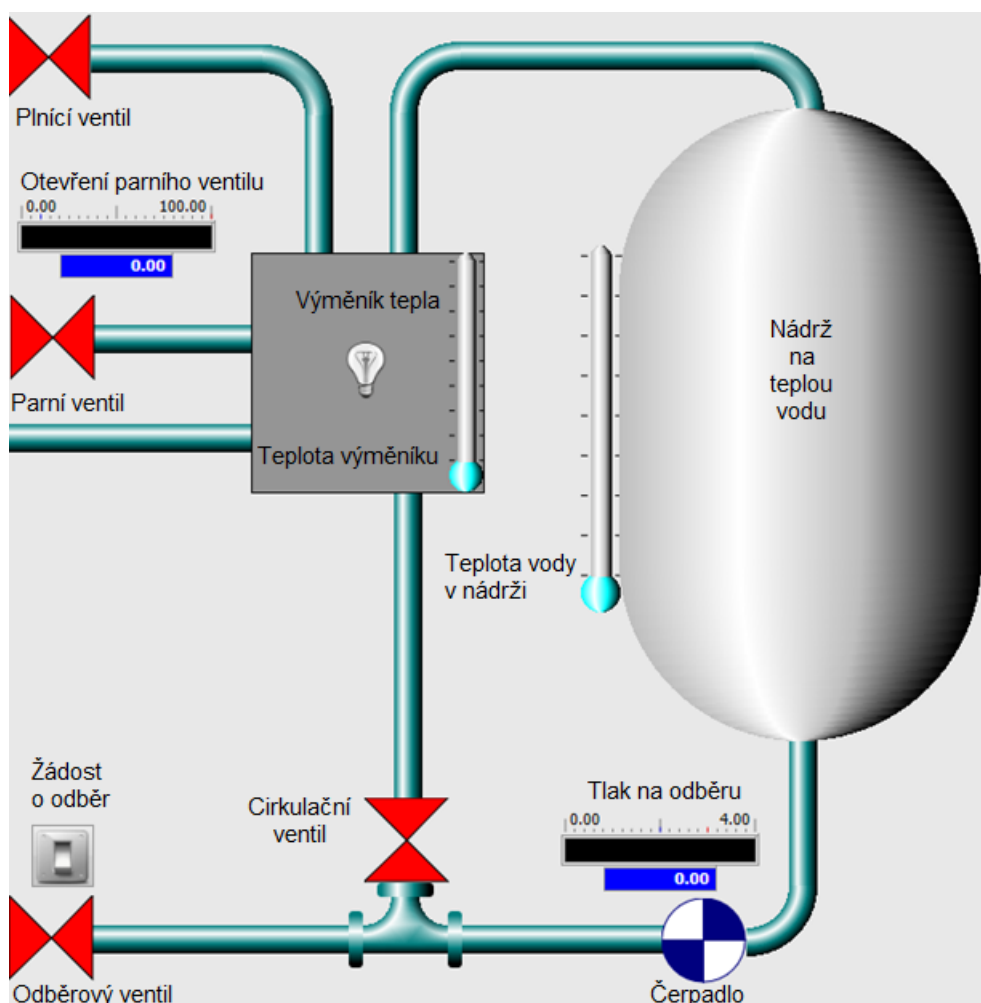 Plnící ventil
Otevření parního ventilu
0.00 100.00
0.00
Výměník tepla
Parní ventil
Teplota výměníku
Nádrž
na
teplou
vodu
Teplota vody
v nádrži
Žádost
o odběr
Cirkulační
ventil
Tlak na odběru
0.00 4.00
0.00
Odběrový ventil
Čerpadlo